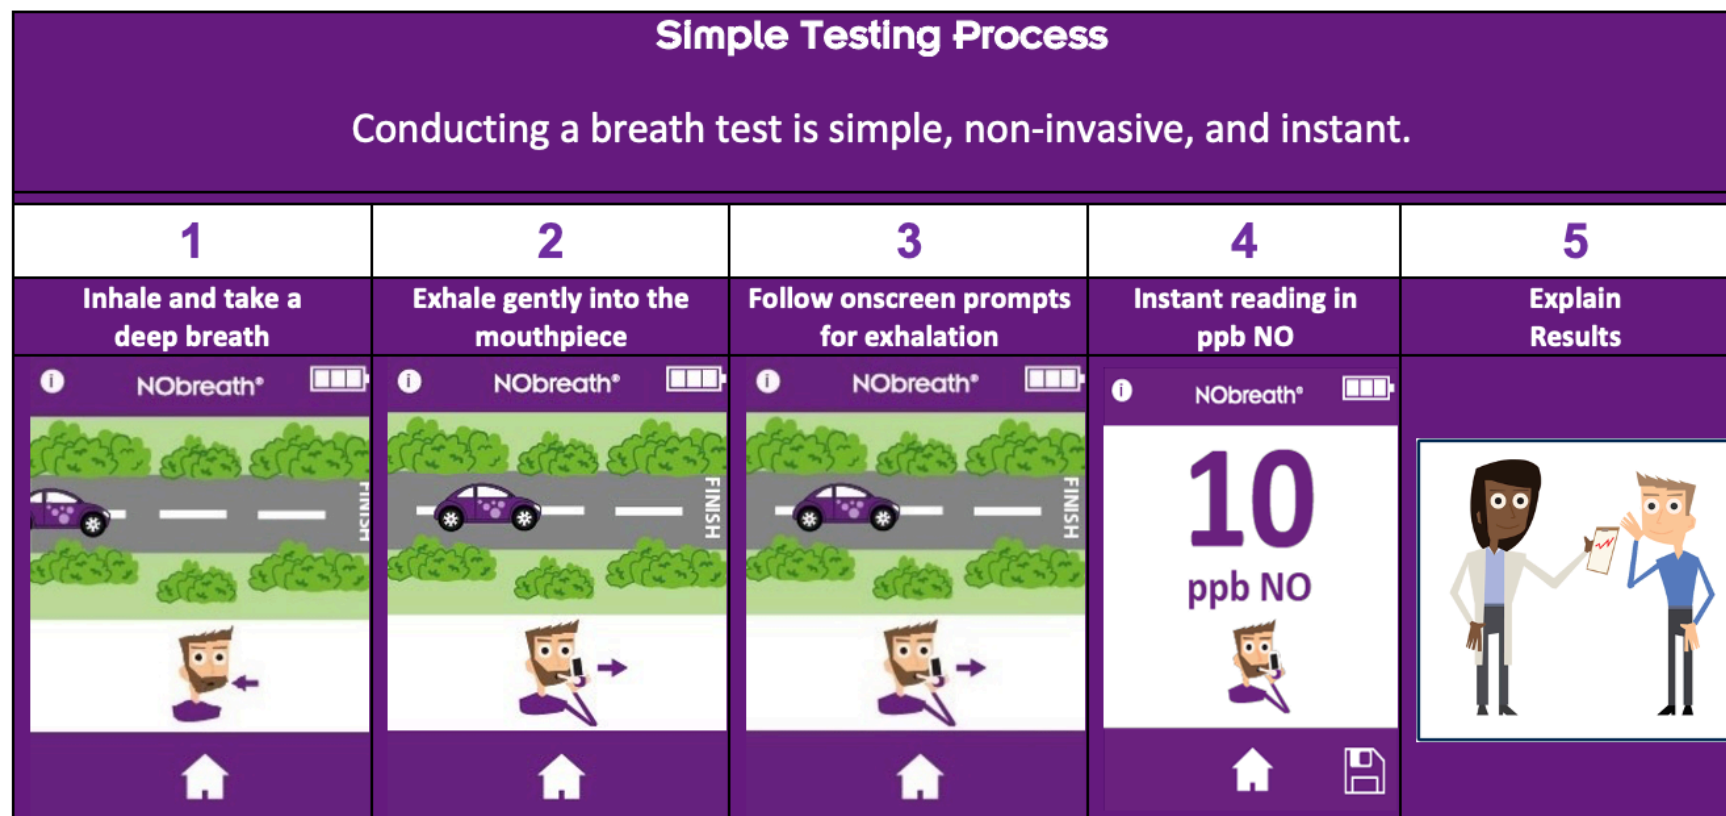 Simple Testing Process
Conducting a breath test is simple, non-invasive, and instant.
1
2
3
4
5
Inhale and take a
deep breath
Exhale gently into the
mouthpiece
Follow onscreen prompts
for exhalation
Instant reading in
ppb NO
Explain
Results
i
NObreath®
FINISH
i
NObreath®
FINISH
i
NObreath®
FINISH
i
NObreath®
10
ppb NO